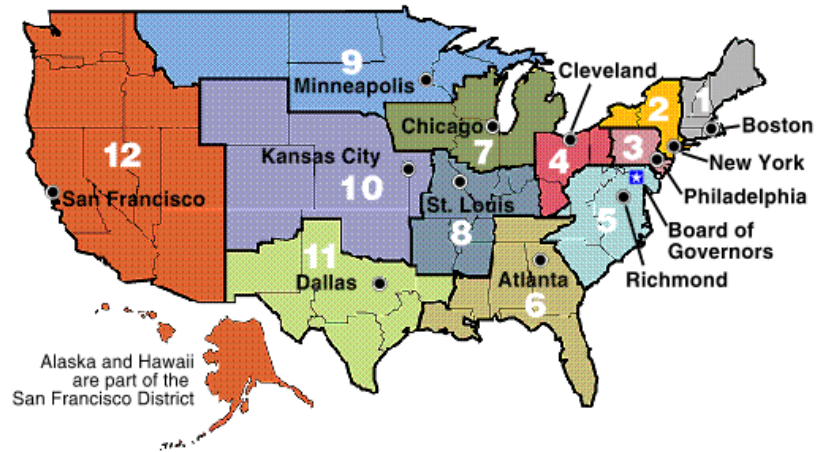 9
Minneapolis
Cleveland
2
1
Chicago
7
Boston
12
Kansas City
4
3
New York
10
San Francisco
St. Louis
Philadelphia
8
5
Board of
Governors
Richmond
11
Dallas
Atlanta
6
Alaska and Hawaii
are part of the
San Francisco District